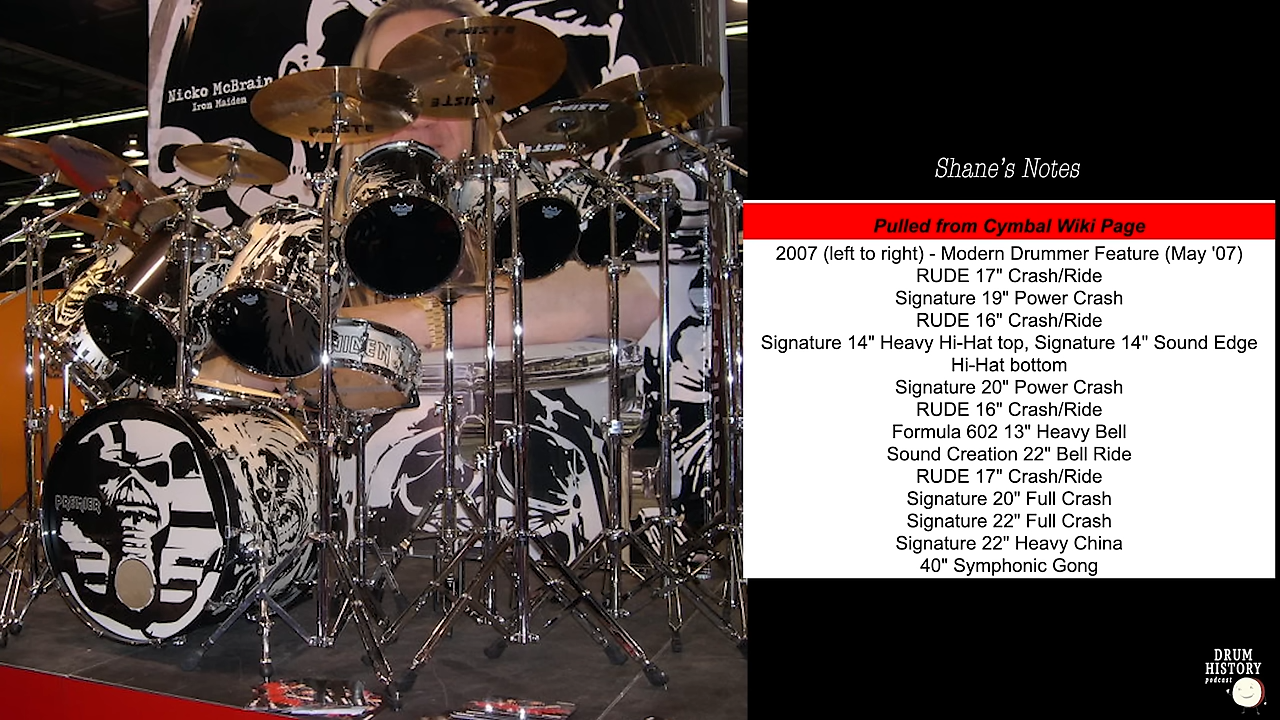 Nicko McBrain
Iron Maiden
PAISTE
PAISTE
PAISTE
PAISTE
PAISTE
PREMIER
Shane's Notes
Pulled from Cymbal Wiki Page
2007 (left to right) - Modern Drummer Feature (May '07)
RUDE 17" Crash/Ride
Signature 19" Power Crash
RUDE 16" Crash/Ride
Signature 14" Heavy Hi-Hat top, Signature 14" Sound Edge
Hi-Hat bottom
Signature 20" Power Crash
RUDE 16" Crash/Ride
Formula 602 13" Heavy Bell
Sound Creation 22" Bell Ride
RUDE 17" Crash/Ride
Signature 20" Full Crash
Signature 22" Full Crash
Signature 22" Heavy China
40" Symphonic Gong
DRUM
HISTORY
podcast